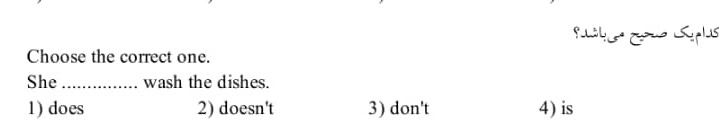 کدام‌یک صحیح می‌باشد؟
Choose the correct one.
She ............... wash the dishes.
1) does 2) doesn't 3) don't 4) is